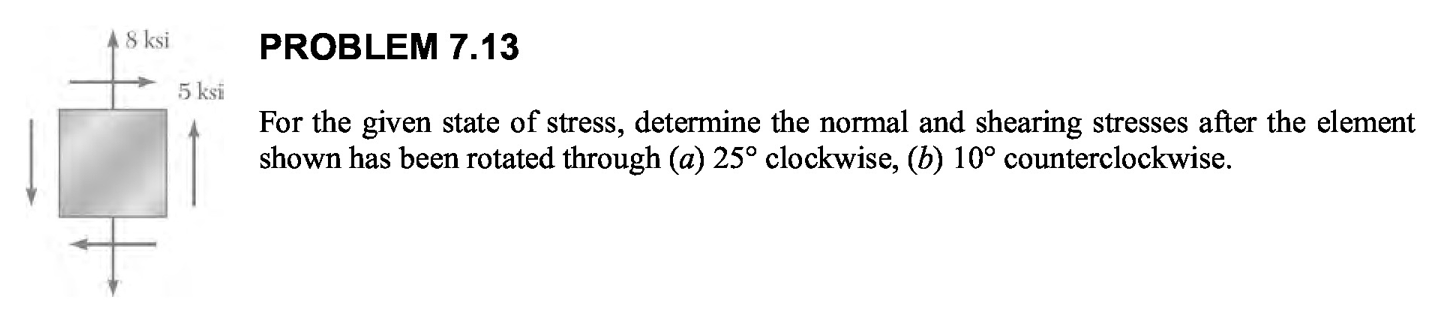 8 ksi
5 ksi
PROBLEM 7.13
For the given state of stress, determine the normal and shearing stresses after the element
shown has been rotated through (a) 25° clockwise, (b) 10° counterclockwise.